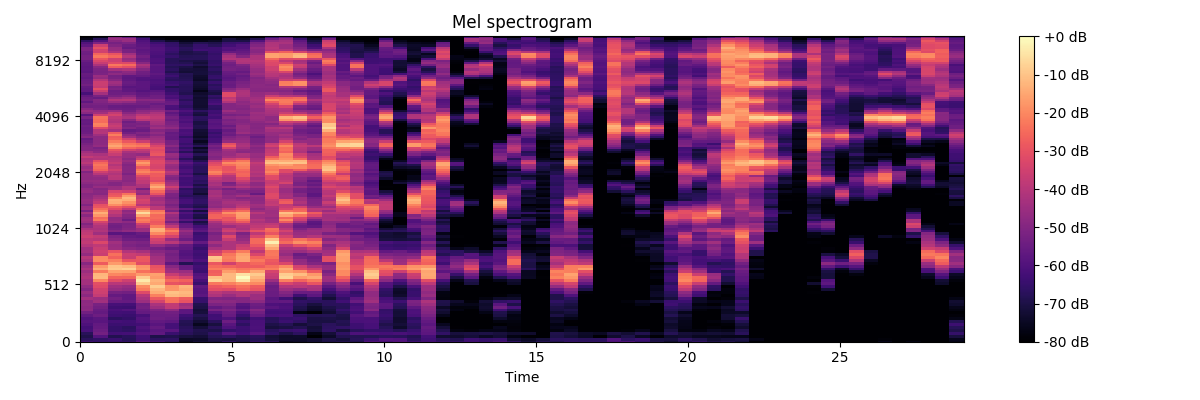 Mel spectrogram
Hz
8192
4096
2048
1024
512
0
0 5 10 15 20 25
Time
+0 dB
-10 dB
-20 dB
-30 dB
-40 dB
-50 dB
-60 dB
-70 dB
-80 dB